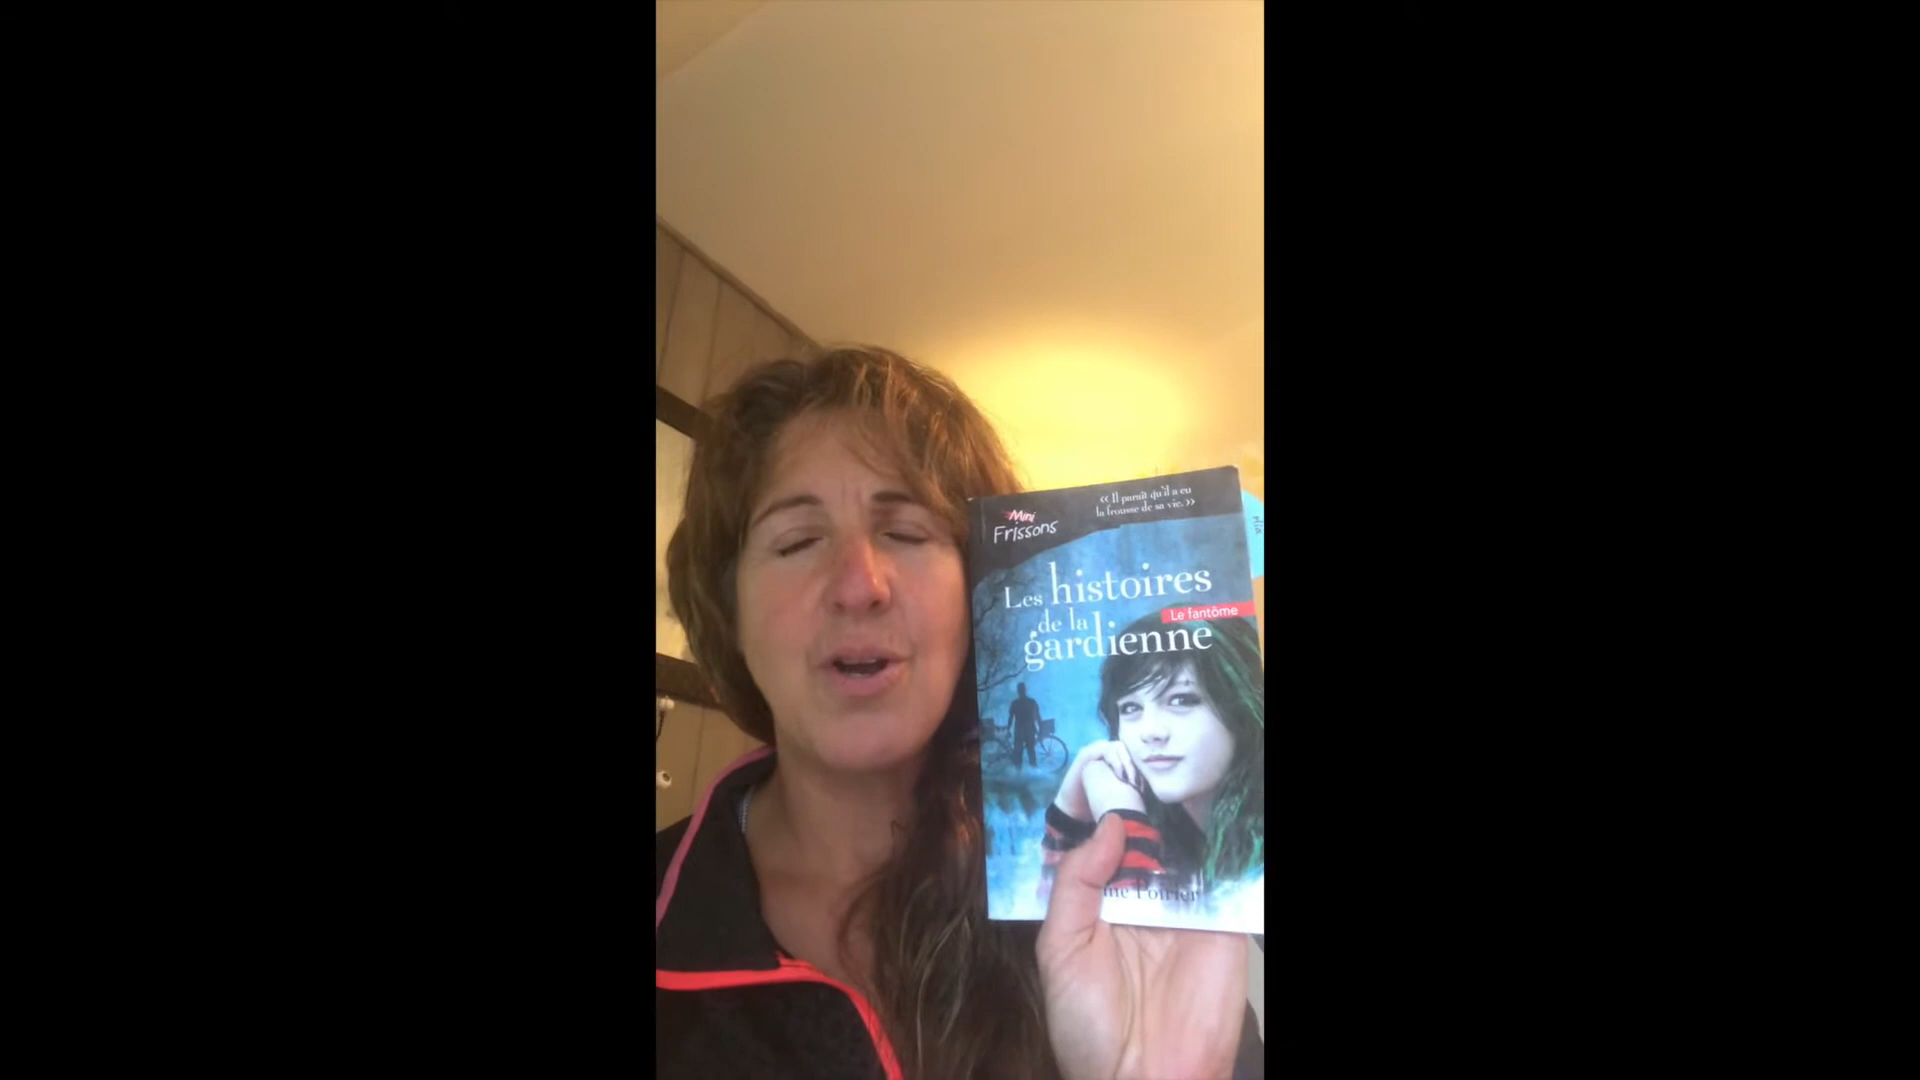 « Il paraît qu'il a eu
la frousse de sa vie. »
Mini
Frissons
Les histoires
de la
gardienne
Le fantôme
Poirier